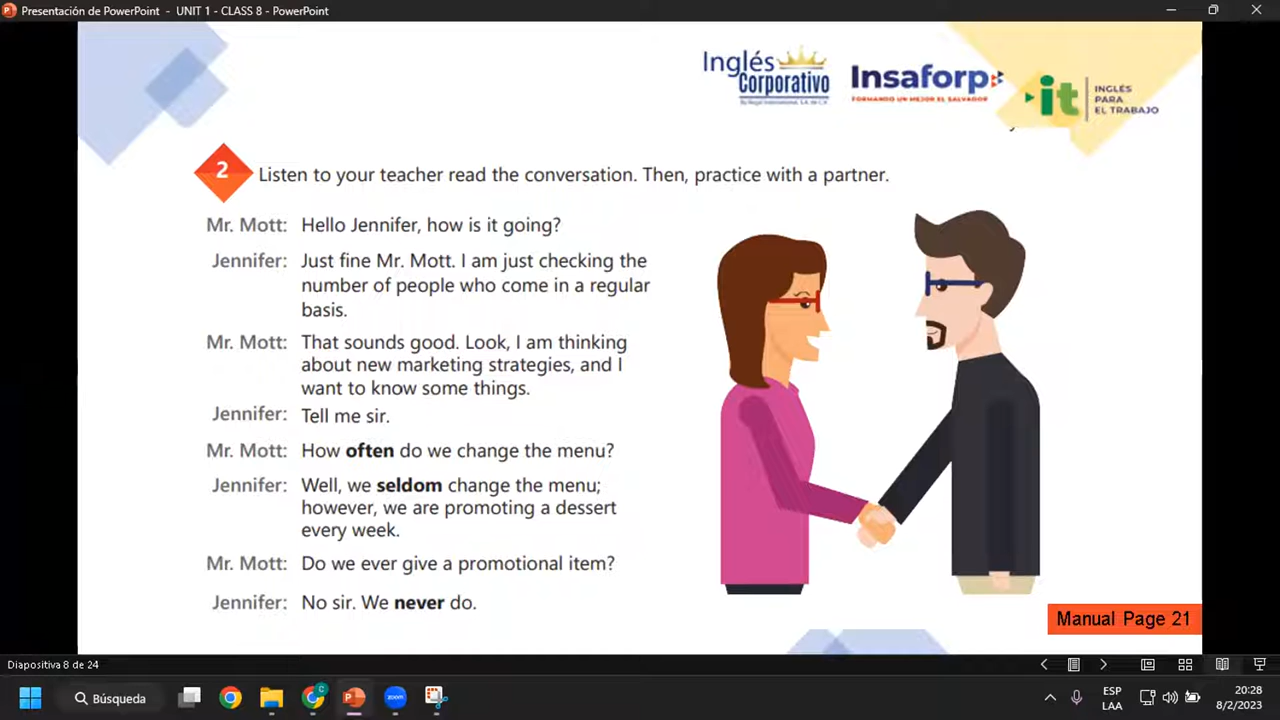 Presentación de PowerPoint - UNIT 1 - CLASS 8 - PowerPoint
Inglés
Corporativo
Insaforp
FORMANDO UN MEJOR EL SALVADOR
it
INGLÉS
PARA
EL TRABAJO
2
Listen to your teacher read the conversation. Then, practice with a partner.
Mr. Mott: Hello Jennifer, how is it going?
Jennifer: Just fine Mr. Mott. I am just checking the
number of people who come in a regular
basis.
Mr. Mott: That sounds good. Look, I am thinking
about new marketing strategies, and I
want to know some things.
Jennifer: Tell me sir.
Mr. Mott: How often do we change the menu?
Jennifer: Well, we seldom change the menu;
however, we are promoting a dessert
every week.
Mr. Mott: Do we ever give a promotional item?
Jennifer: No sir. We never do.
Manual Page 21
Diapositiva 8 de 24
Búsqueda
zoom
ESP
LAA
20:28
8/2/2023